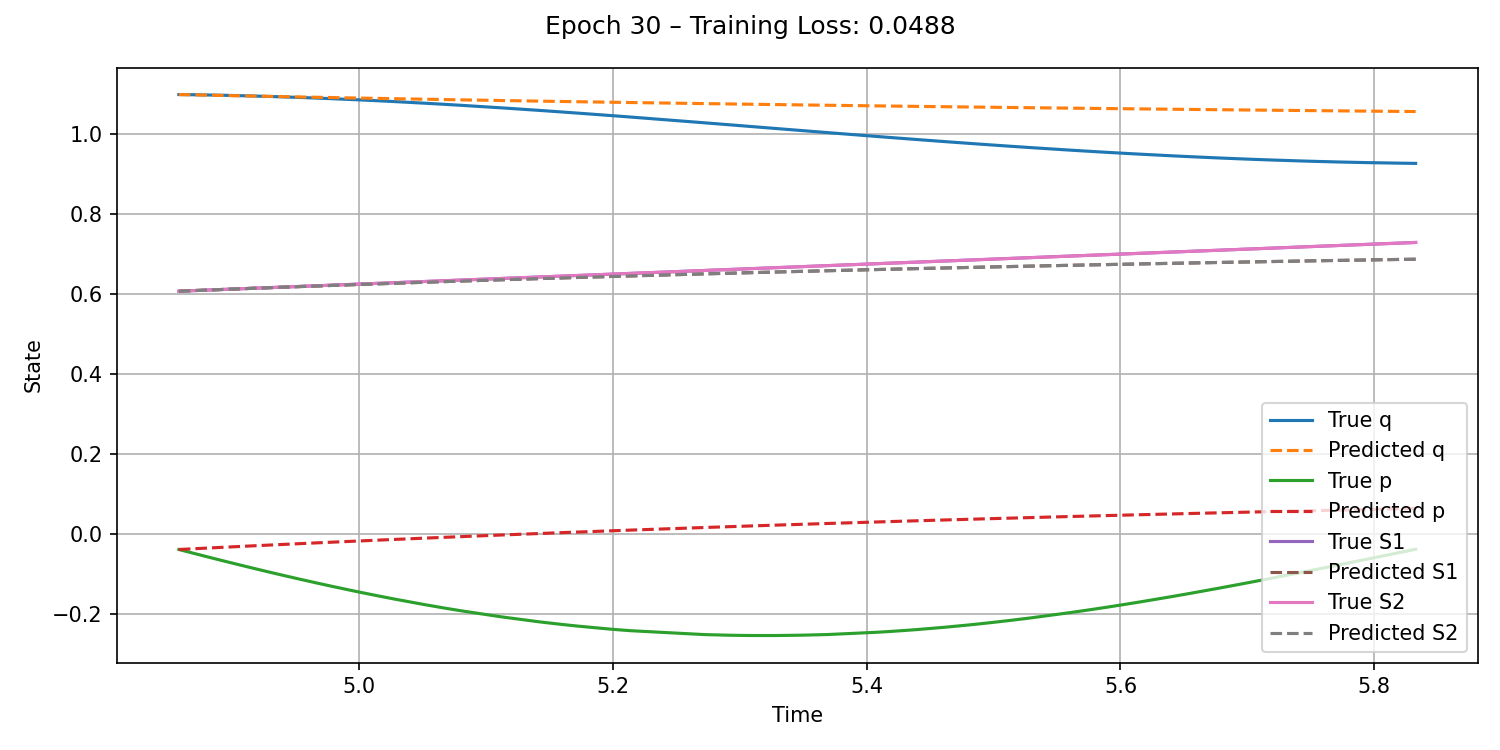 Epoch 30 – Training Loss: 0.0488
State
1.0
0.8
0.6
0.4
0.2
0.0
−0.2
True q
Predicted q
True p
Predicted p
True S1
Predicted S1
True S2
Predicted S2
5.0 5.2 5.4 5.6 5.8
Time